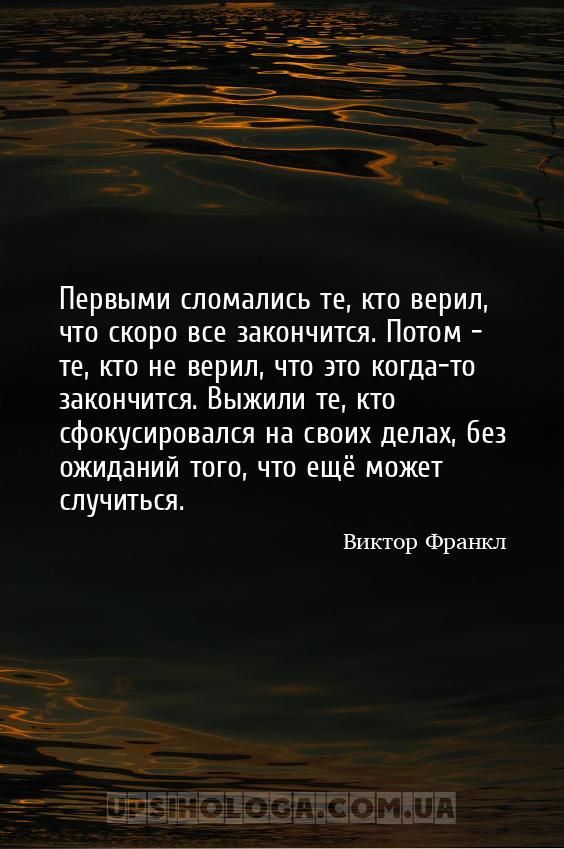 Первыми сломались те, кто верил,
что скоро все закончится. Потом -
те, кто не верил, что это когда-то
закончится. Выжили те, кто
сфокусировался на своих делах, без
ожиданий того, что ещё может
случиться.
Виктор Франкл
UPSIHOLOGA.COM.UA